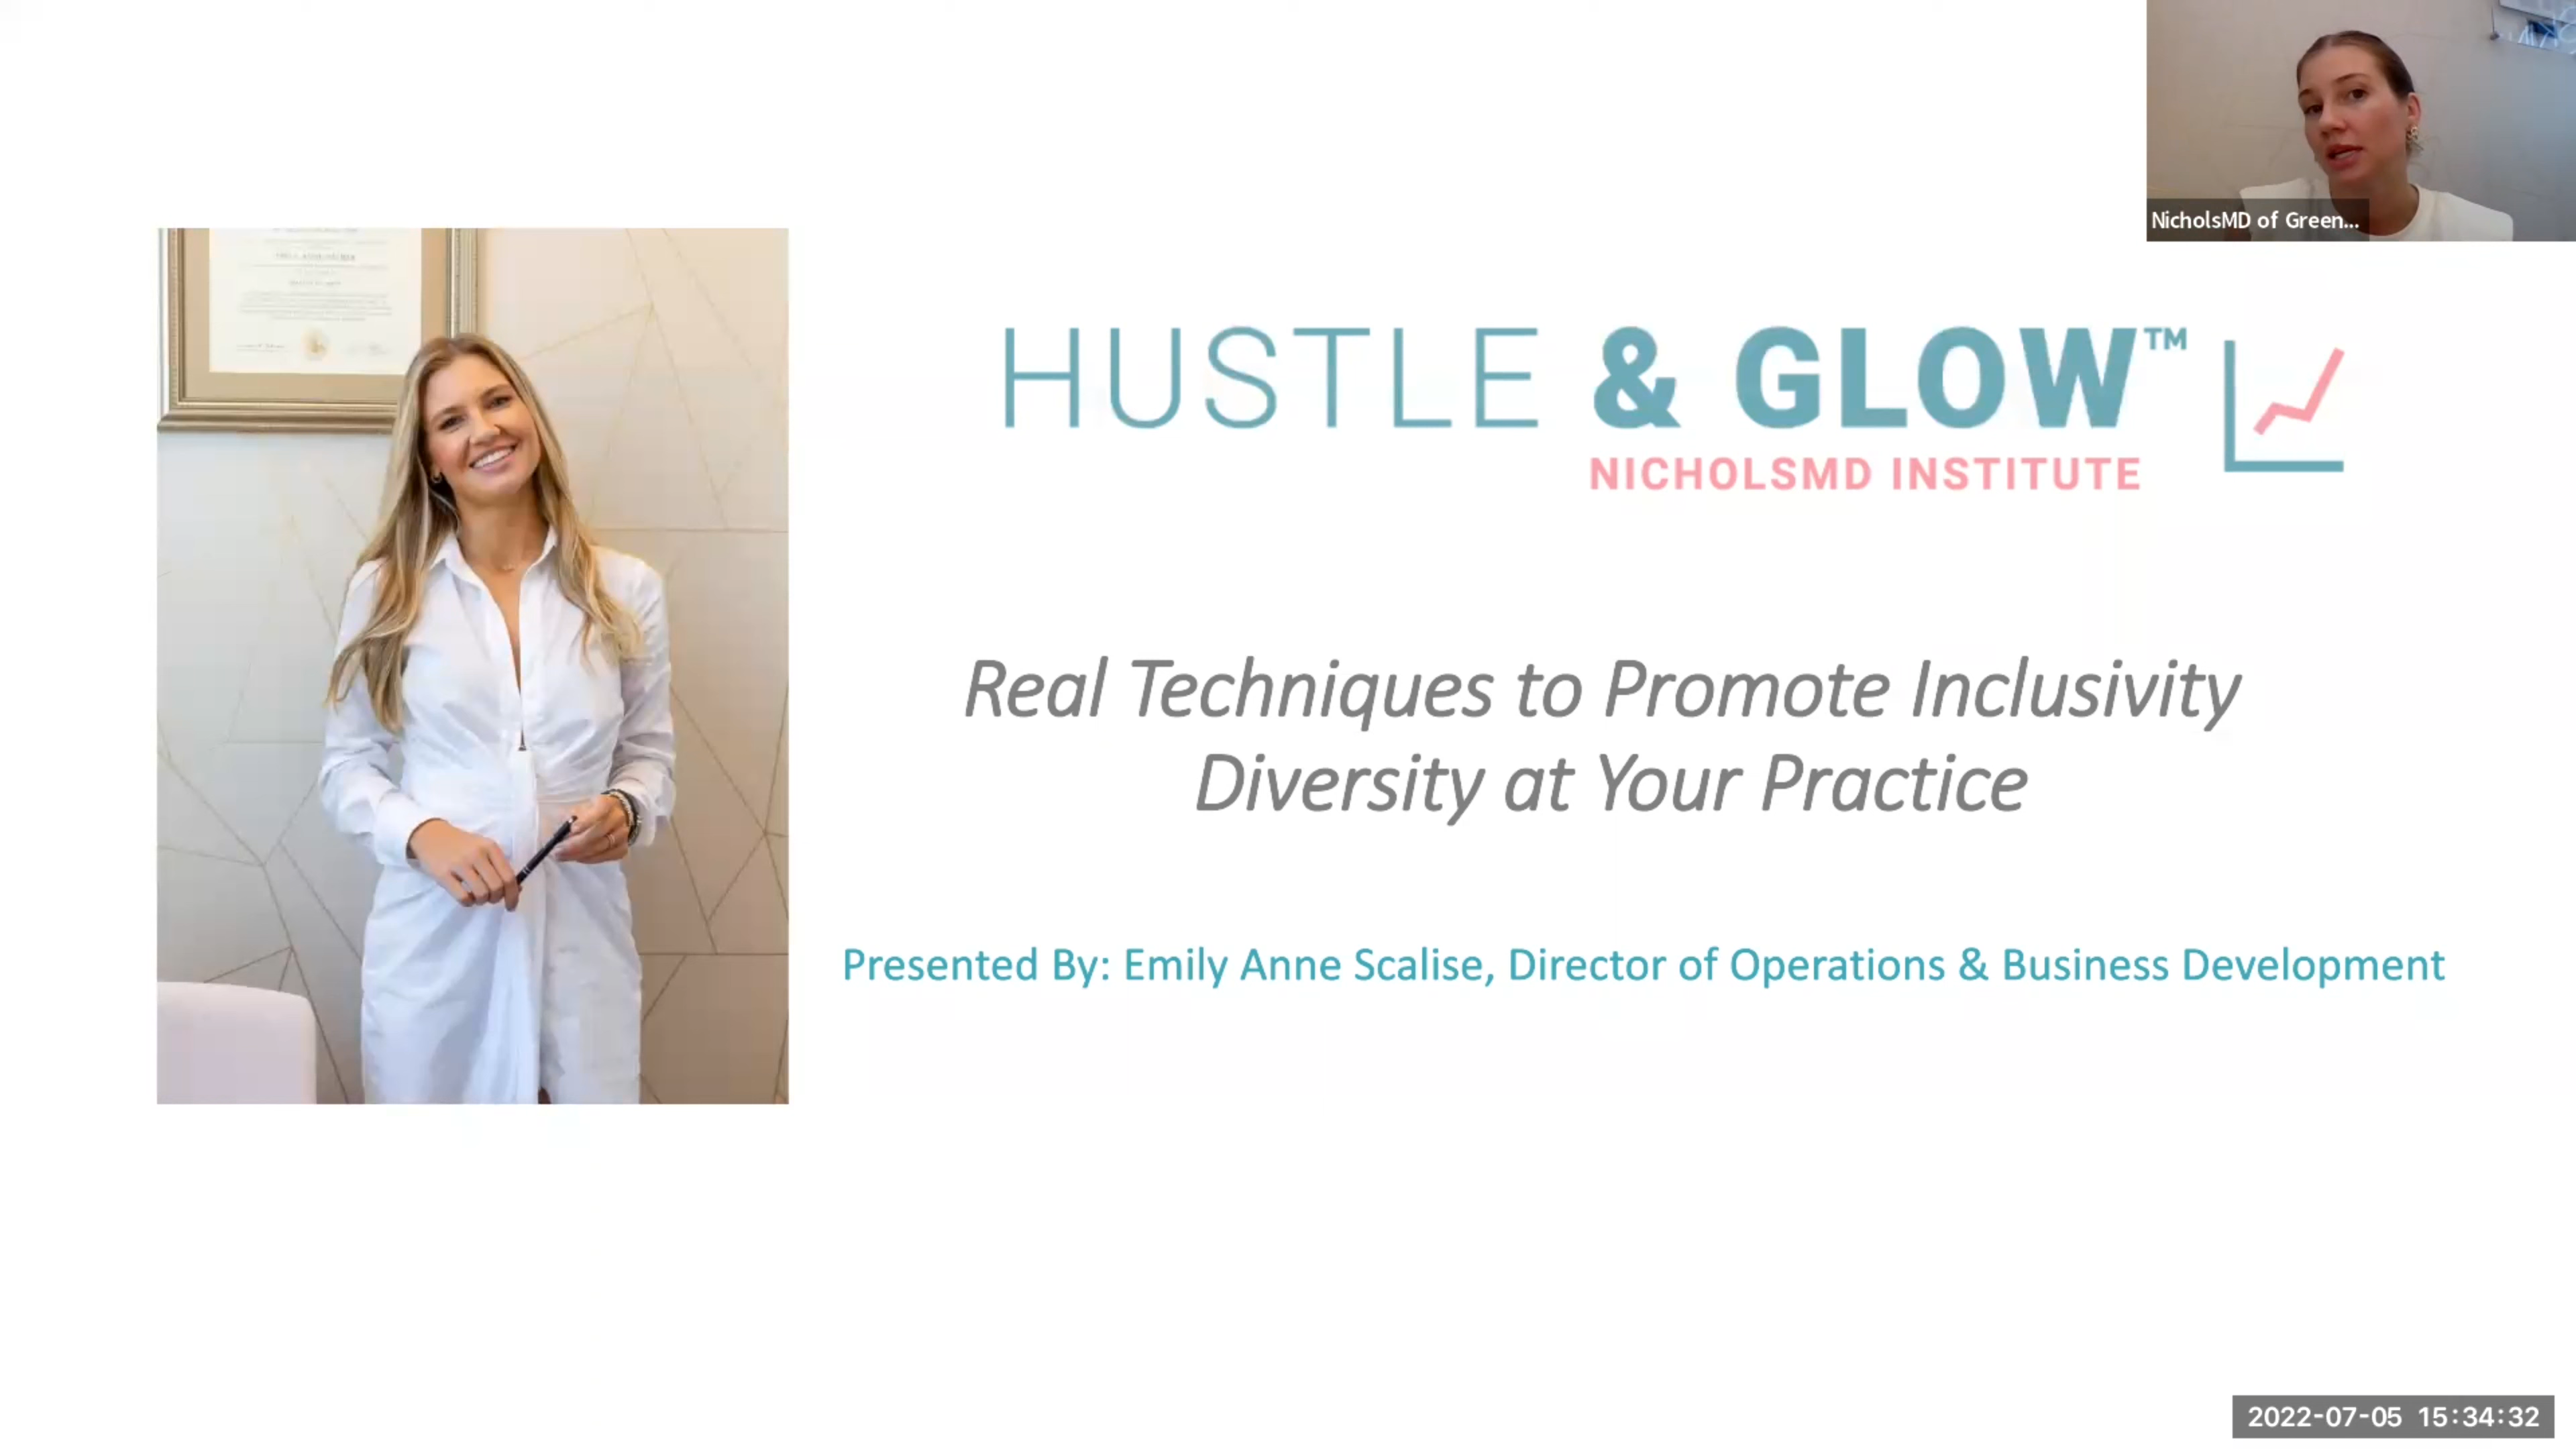 NicholsMD of Green...
HUSTLE & GLOW™
NICHOLSMD INSTITUTE
Real Techniques to Promote Inclusivity
Diversity at Your Practice
Presented By: Emily Anne Scalise, Director of Operations & Business Development
2022-07-05 15:34:32